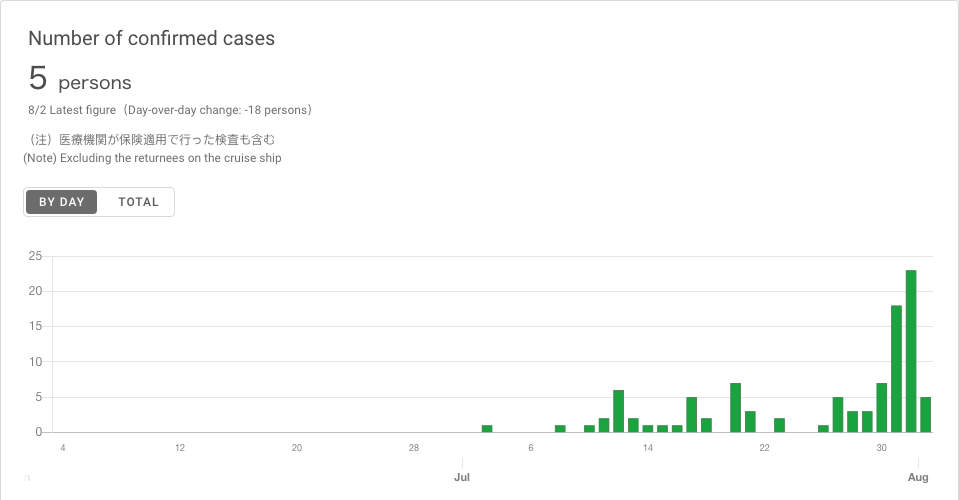 Number of confirmed cases
5 persons
8/2 Latest figure（Day-over-day change: -18 persons）
（注）医療機関が保険適用で行った検査も含む
(Note) Excluding the returnees on the cruise ship
BY DAY TOTAL
25
20
15
10
5
0
4 12 20 28 6 14 22 30
Jul Aug